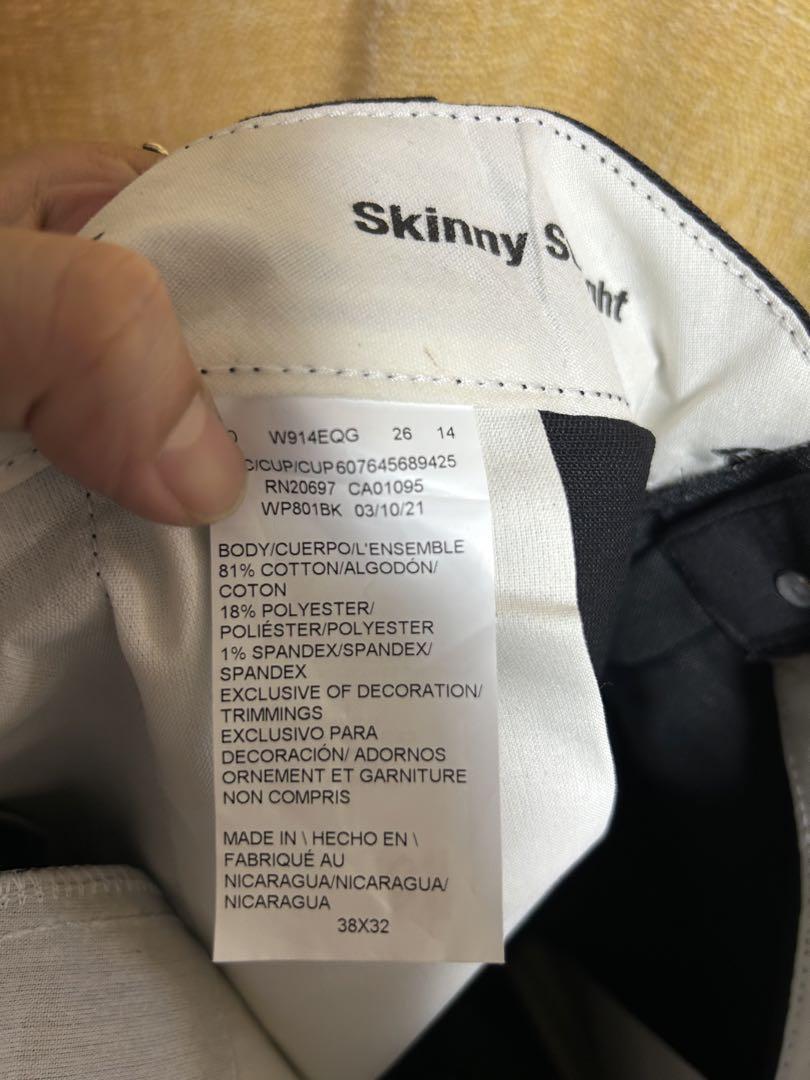 Skinny
W914EQG 26 14
C/CUP/CUP607645689425
RN20697 CA01095
WP801BK 03/10/21
BODY/CUERPO/L'ENSEMBLE
81% COTTON/ALGODÓN/
COTON
18% POLYESTER/
POLIÉSTER/POLYESTER
1% SPANDEX/SPANDEX/
SPANDEX
EXCLUSIVE OF DECORATION/
TRIMMINGS
EXCLUSIVO PARA
DECORACIÓN/ ADORNOS
ORNEMENT ET GARNITURE
NON COMPRIS
MADE IN \ HECHO EN \
FABRIQUÉ AU
NICARAGUA/NICARAGUA/
NICARAGUA
38X32